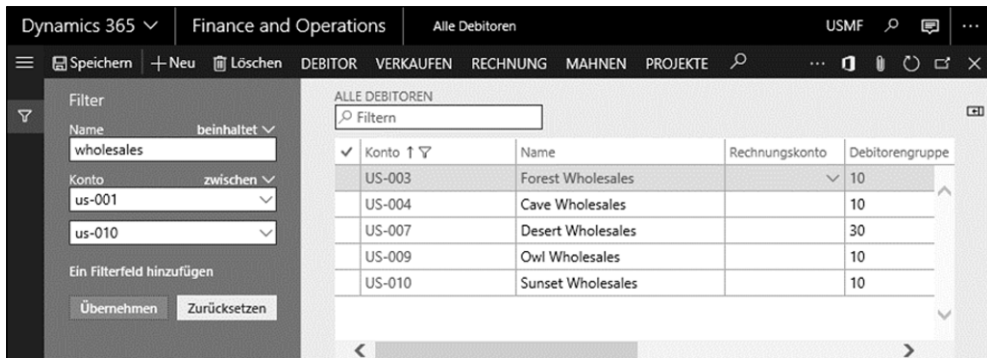 Dynamics 365 Finance and Operations Alle Debitoren USMF
Speichern Neu Löschen DEBITOR VERKAUFEN RECHNUNG MAHNEN PROJEKTE
Filter
Name beinhaltet
wholesales
Konto zwischen
us-001
us-010
Ein Filterfeld hinzufügen
Übernehmen Zurücksetzen
ALLE DEBITOREN
Filtern
Konto Name Rechnungskonto Debitorengruppe
US-003 Forest Wholesales 10
US-004 Cave Wholesales 10
US-007 Desert Wholesales 30
US-009 Owl Wholesales 10
US-010 Sunset Wholesales 10